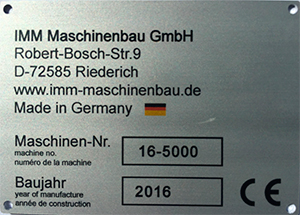 IMM Maschinenbau GmbH
Robert-Bosch-Str.9
D-72585 Riederich
www.imm-maschinenbau.de
Made in Germany
Maschinen-Nr.
machine no.
numéro de la machine
16-5000
Baujahr
year of manufacture
année de construction
2016
CE